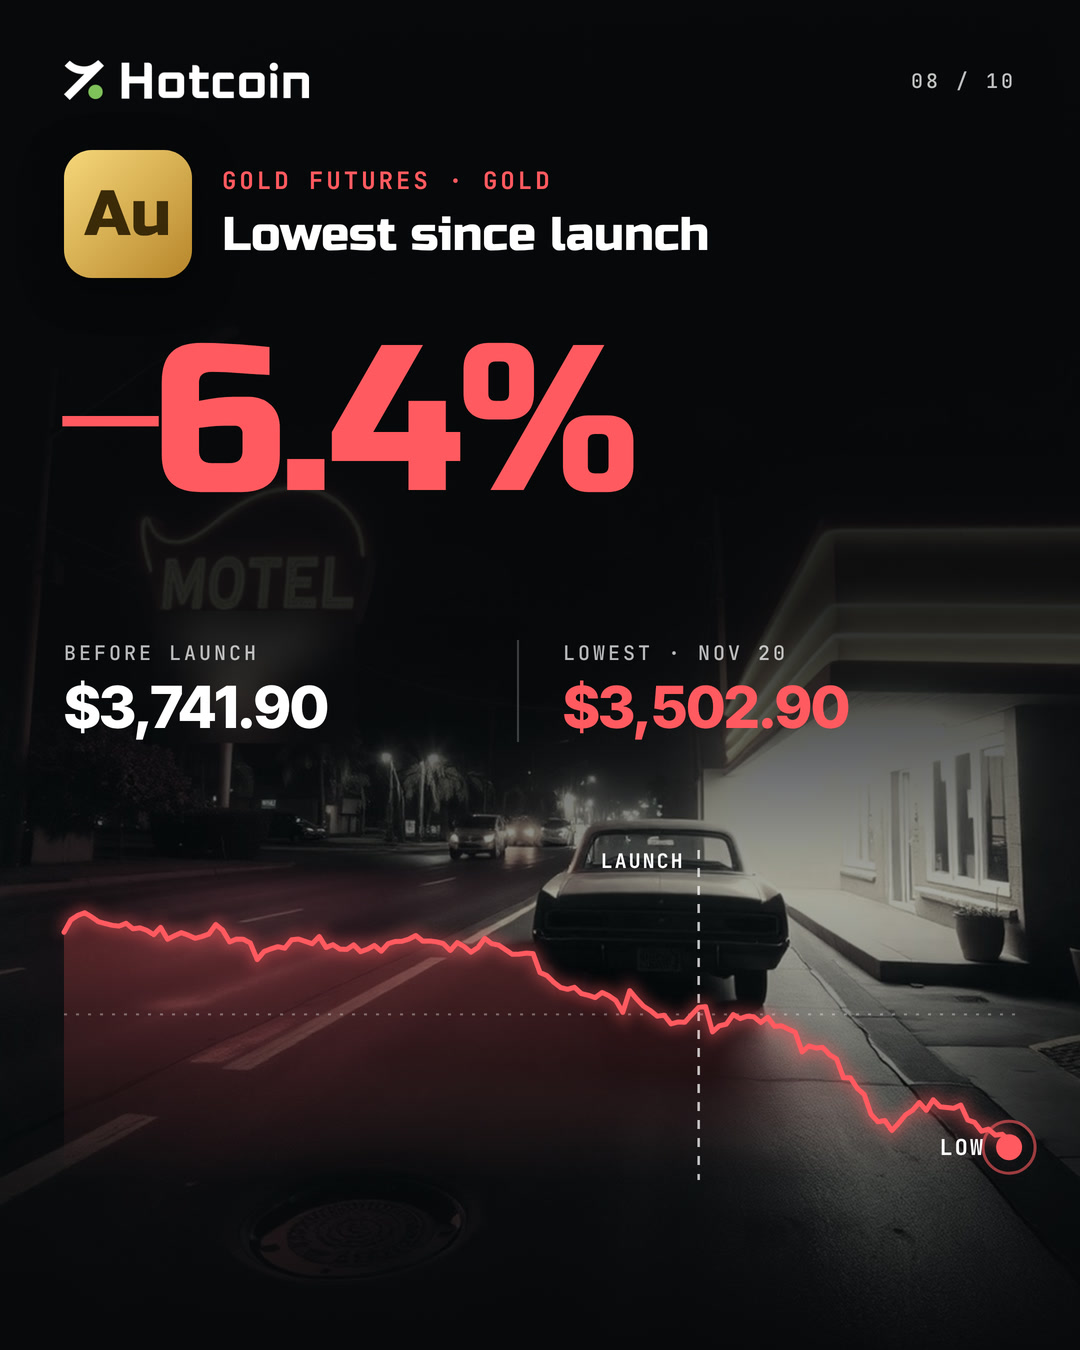 Hotcoin
08 / 10
Au
GOLD FUTURES · GOLD
Lowest since launch
–6.4%
MOTEL
BEFORE LAUNCH
$3,741.90
LOWEST · NOV 20
$3,502.90
LAUNCH
LOW